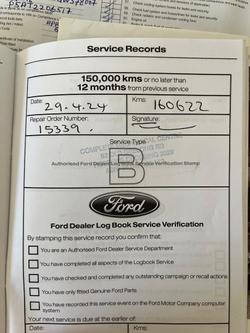 Service Records
150,000 kms or no later than
12 months from previous service
Date: Kms:
29.4.24 160622
Repair Order Number: Signature:
15339.
Service Type
B
Authorised Ford Dealer Log Book Service Verification Stamp
Ford
Ford Dealer Log Book Service Verification
By stamping this service record you confirm that:
You are an Authorised Ford Dealer Service Department
You have completed all aspects of the Logbook Service
You have checked and completed any outstanding campaign or recall actions
You have only fitted Genuine Ford Parts
You have recorded this service event on the Ford Motor Company computer
system
Your next service is due at the earlier of:
Date: Kms: